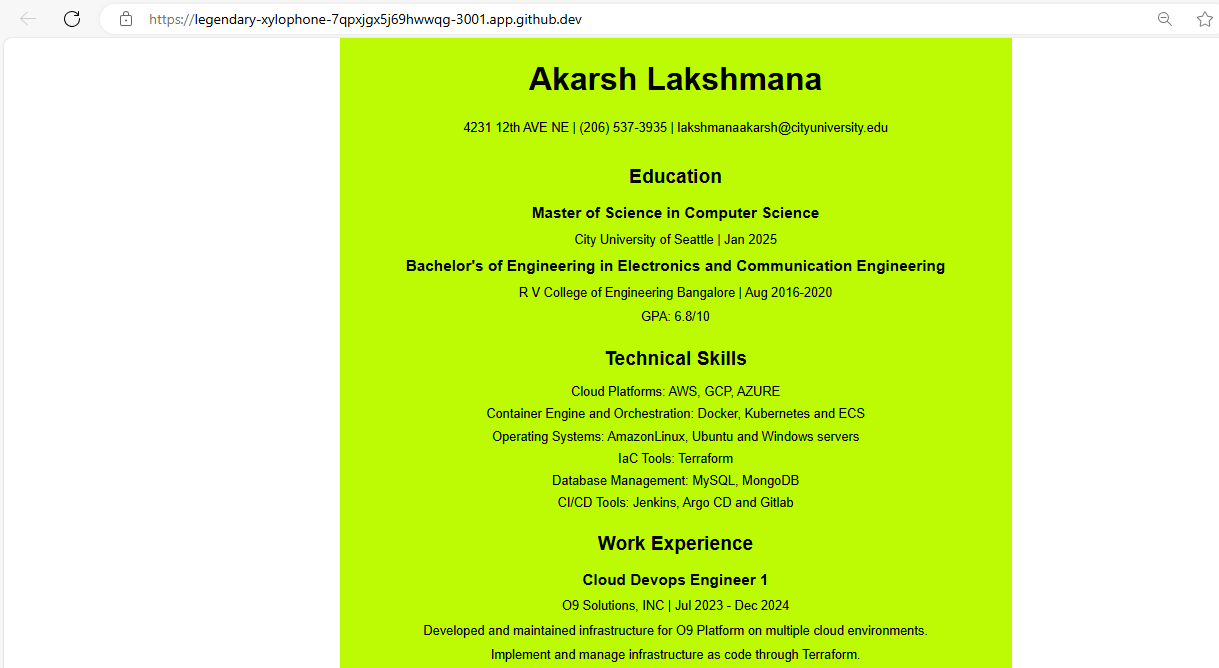 https://legendary-xylophone-7qpxjgx5j69hwwqg-3001.app.github.dev
Akarsh Lakshmana
4231 12th AVE NE | (206) 537-3935 | lakshmanaakarsh@cityuniversity.edu
Education
Master of Science in Computer Science
City University of Seattle | Jan 2025
Bachelor's of Engineering in Electronics and Communication Engineering
R V College of Engineering Bangalore | Aug 2016-2020
GPA: 6.8/10
Technical Skills
Cloud Platforms: AWS, GCP, AZURE
Container Engine and Orchestration: Docker, Kubernetes and ECS
Operating Systems: AmazonLinux, Ubuntu and Windows servers
IaC Tools: Terraform
Database Management: MySQL, MongoDB
CI/CD Tools: Jenkins, Argo CD and Gitlab
Work Experience
Cloud Devops Engineer 1
O9 Solutions, INC | Jul 2023 - Dec 2024
Developed and maintained infrastructure for O9 Platform on multiple cloud environments.
Implement and manage infrastructure as code through Terraform.